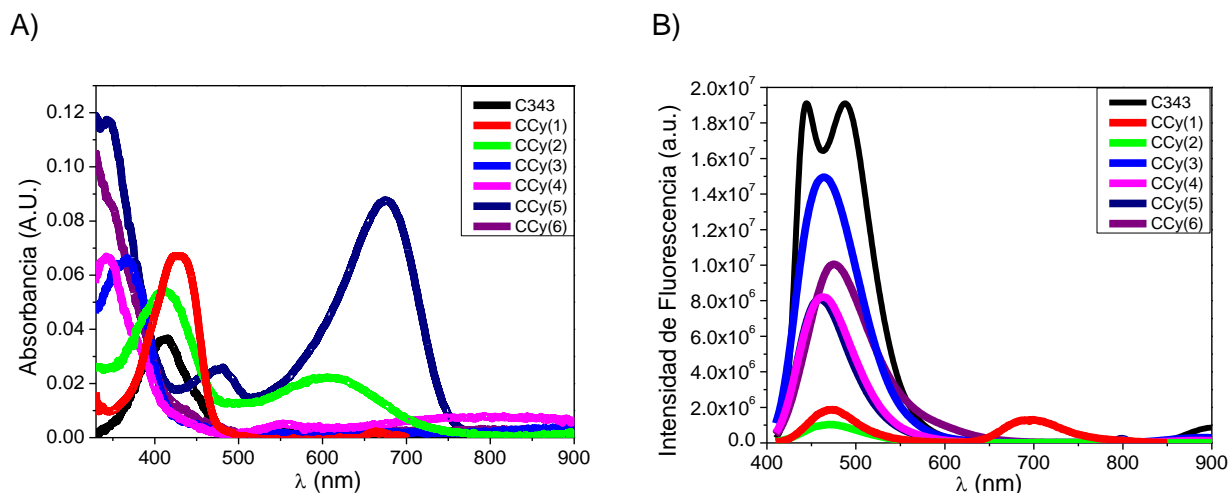 A)
Absorbancia (A.U.)
0.12
0.10
0.08
0.06
0.04
0.02
0.00
400
500
600
700
800
900
λ (nm)
C343
CCy(1)
CCy(2)
CCy(3)
CCy(4)
CCy(5)
CCy(6)
B)
Intensidad de Fluorescencia (a.u.)
2.0x10⁷
1.8x10⁷
1.6x10⁷
1.4x10⁷
1.2x10⁷
1.0x10⁷
8.0x10⁶
6.0x10⁶
4.0x10⁶
2.0x10⁶
0.0
400
500
600
700
800
900
λ (nm)
C343
CCy(1)
CCy(2)
CCy(3)
CCy(4)
CCy(5)
CCy(6)